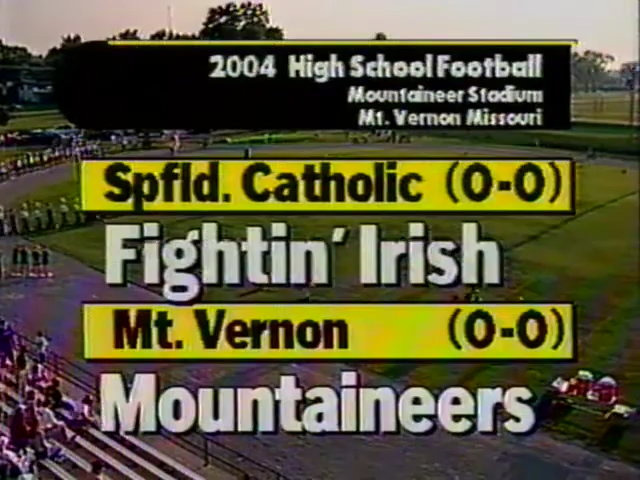 2004 High School Football
Mountaineer Stadium
Mt. Vernon Missouri
Spfld. Catholic (0-0)
Fightin' Irish
Mt. Vernon (0-0)
Mountaineers